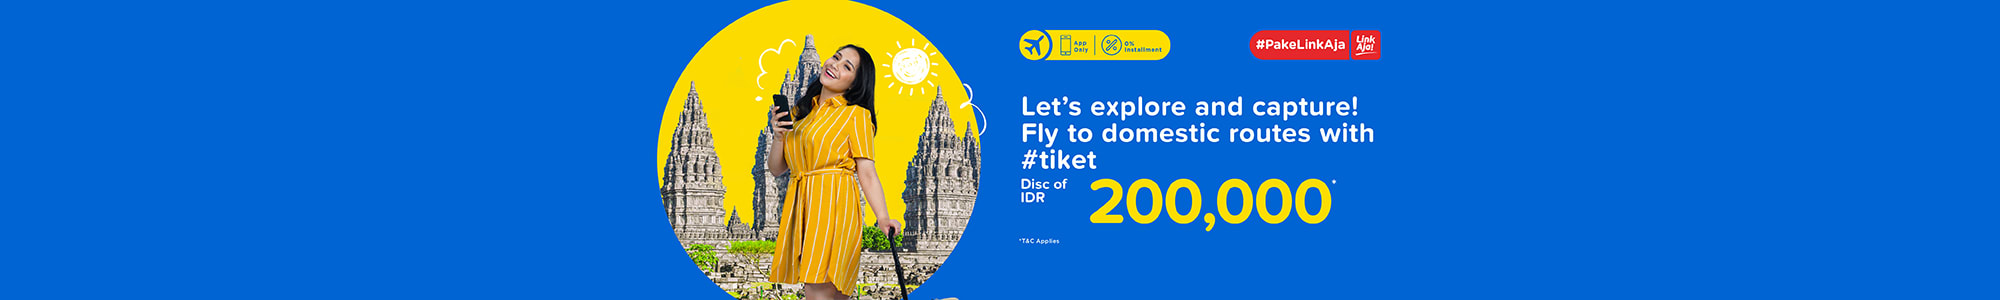 App
Only
0%
Installment
#PakeLinkAja
Link
Aja!
Let's explore and capture!
Fly to domestic routes with
#tiket
Disc of
IDR
200,000*
*T&C Applies